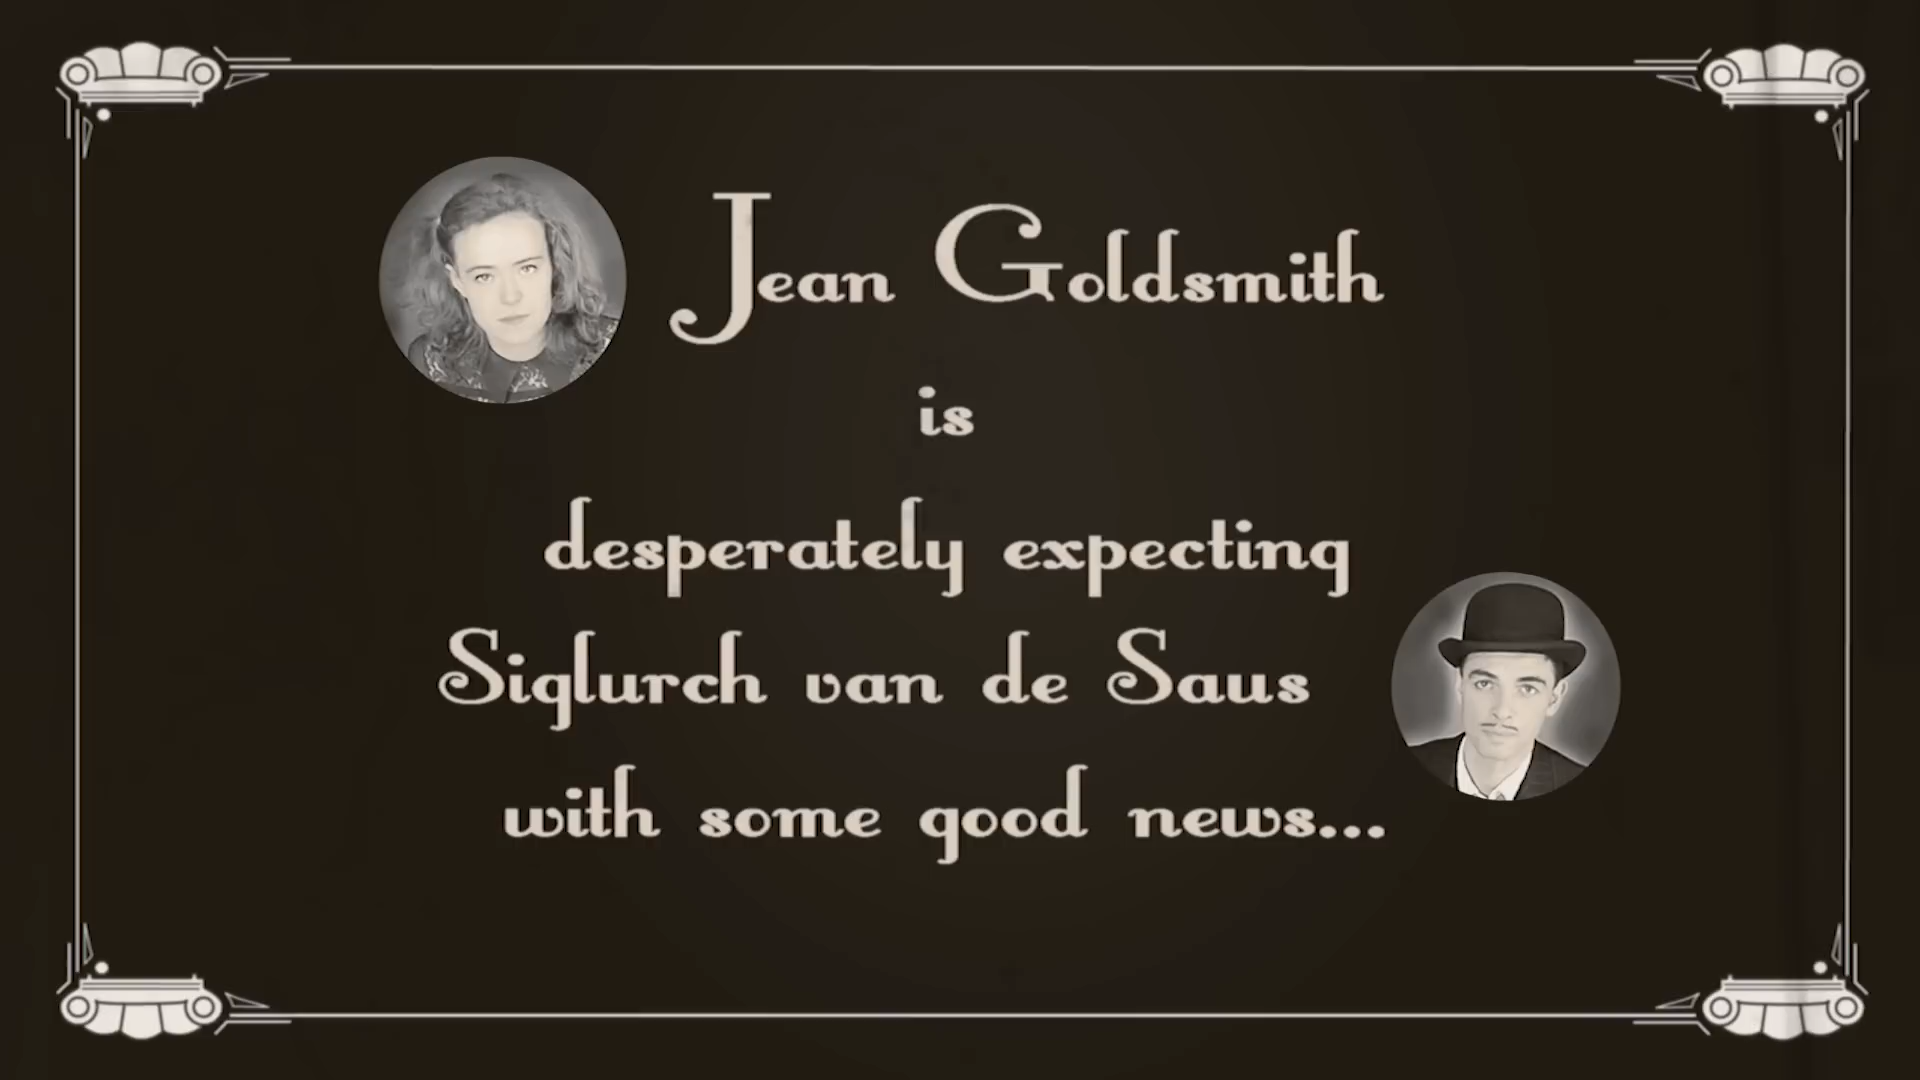 Jean Goldsmith
is
desperately expecting
Siglurch van de Saus
with some good news...